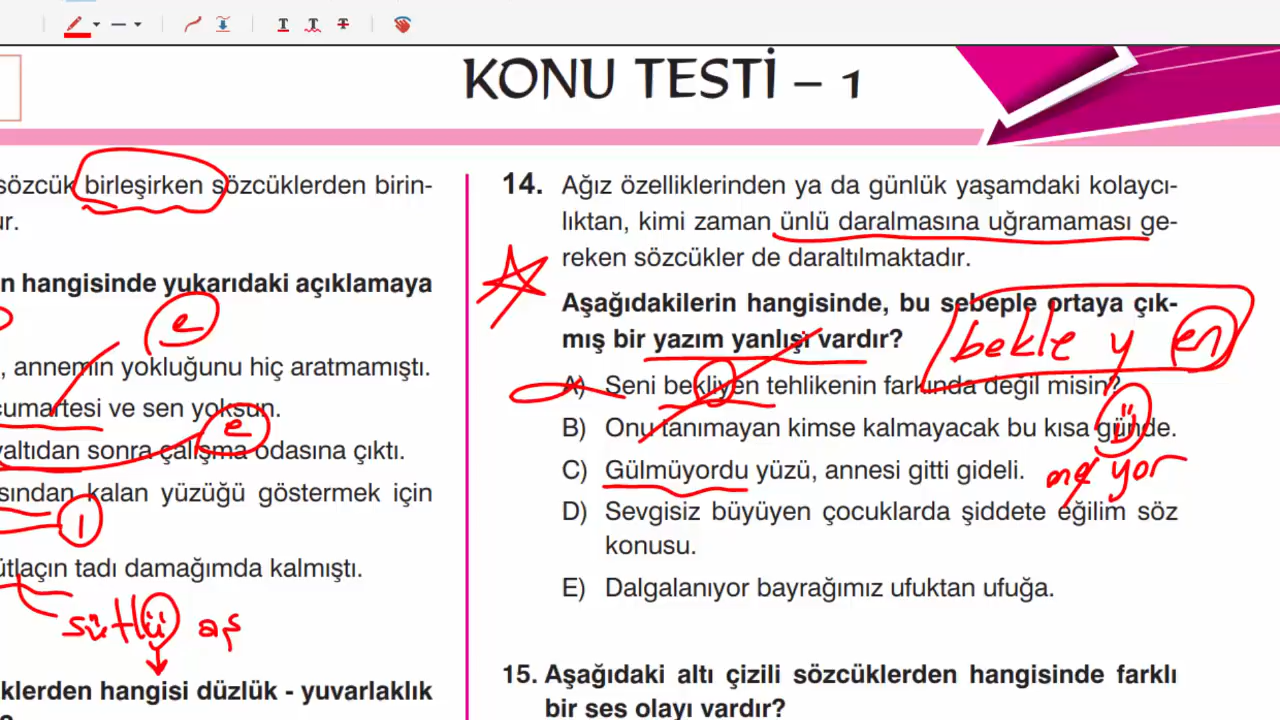 KONU TESTİ – 1
sözcük birleşirken sözcüklerden birin-
ur.
n hangisinde yukarıdaki açıklamaya
e
, annemin yokluğunu hiç aratmamıştı.
cumartesi ve sen yoksun.
e
valtıdan sonra çalışma odasına çıktı.
sından kalan yüzüğü göstermek için
ı
ütlaçın tadı damağımda kalmıştı.
sütlü aş
klerden hangisi düzlük - yuvarlaklık
14. Ağız özelliklerinden ya da günlük yaşamdaki kolaycı-
lıktan, kimi zaman ünlü daralmasına uğramaması ge-
reken sözcükler de daraltılmaktadır.
Aşağıdakilerin hangisinde, bu sebeple ortaya çık-
mış bir yazım yanlışı vardır?
bekle y en
A) Seni bekliyen tehlikenin farkında değil misin?
B) Onu tanımayan kimse kalmayacak bu kısa günde.
ü
C) Gülmüyordu yüzü, annesi gitti gideli.
me yor
D) Sevgisiz büyüyen çocuklarda şiddete eğilim söz
konusu.
E) Dalgalanıyor bayrağımız ufuktan ufuğa.
15. Aşağıdaki altı çizili sözcüklerden hangisinde farklı
bir ses olayı vardır?